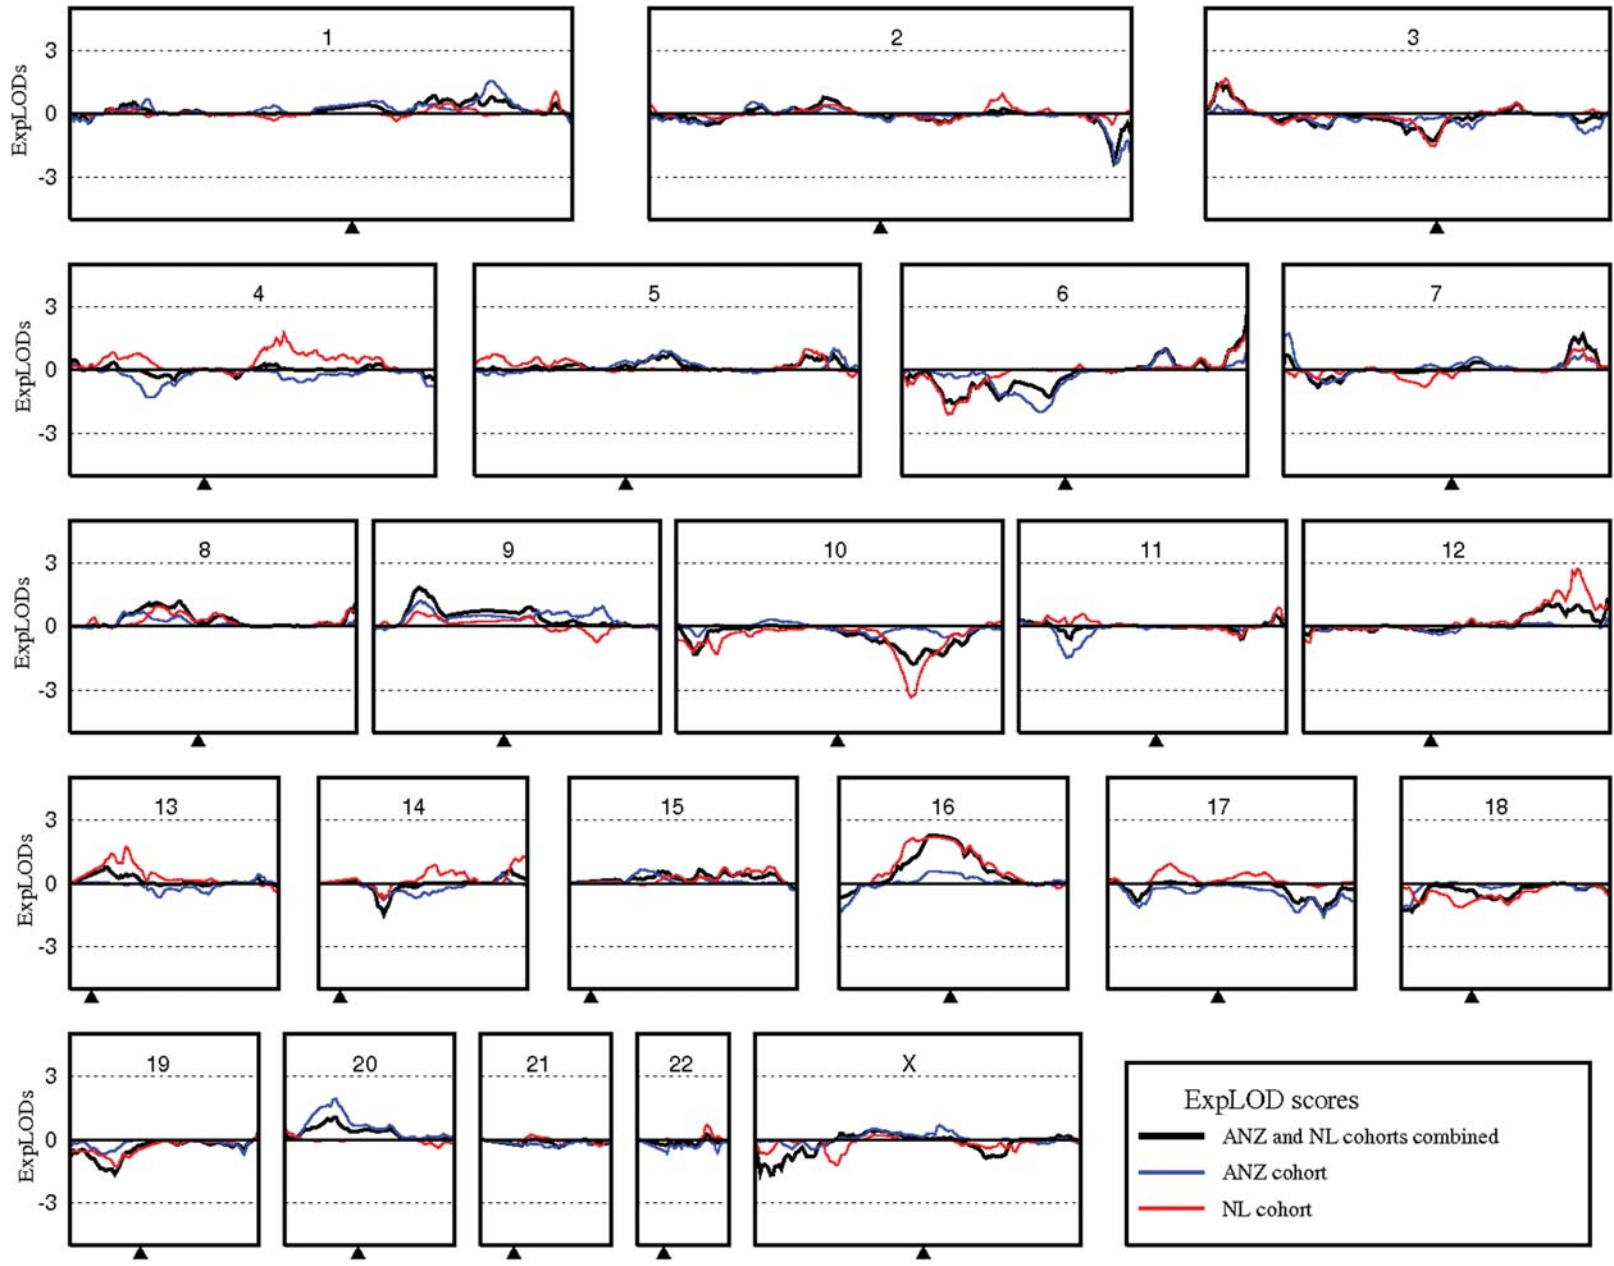 1 2 3
ExpLODs
3
0
-3
4 5 6 7
ExpLODs
3
0
-3
8 9 10 11 12
ExpLODs
3
0
-3
13 14 15 16 17 18
ExpLODs
3
0
-3
19 20 21 22 X
ExpLODs
3
0
-3
ExpLOD scores
ANZ and NL cohorts combined
ANZ cohort
NL cohort